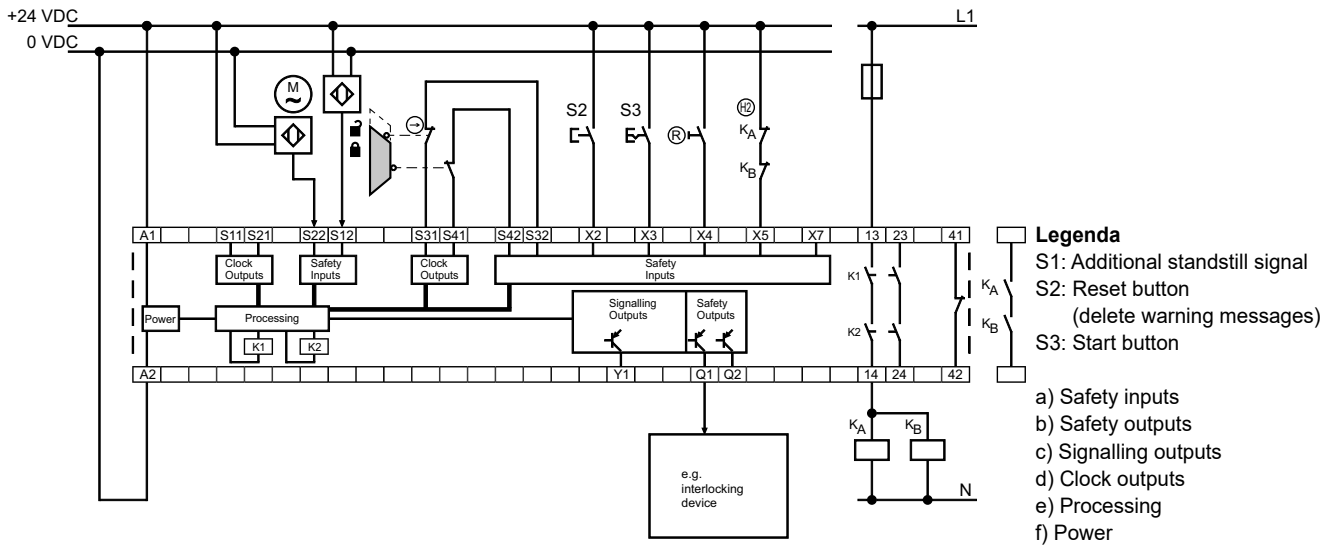 +24 VDC
L1
0 VDC
M
~
S2
S3
R
H2
KA
KB
A1 S11 S21 S22 S12 S31 S41 S42 S32 X2 X3 X4 X5 X7 13 23 41
Clock Outputs
Safety Inputs
Clock Outputs
Safety Inputs
K1
K2
Power
Processing
K1
K2
Signalling Outputs
Safety Outputs
A2 Y1 Q1 Q2 14 24 42
KA
KB
KA
KB
N
e.g.
interlocking
device
Legenda
S1: Additional standstill signal
S2: Reset button
(delete warning messages)
S3: Start button
a) Safety inputs
b) Safety outputs
c) Signalling outputs
d) Clock outputs
e) Processing
f) Power